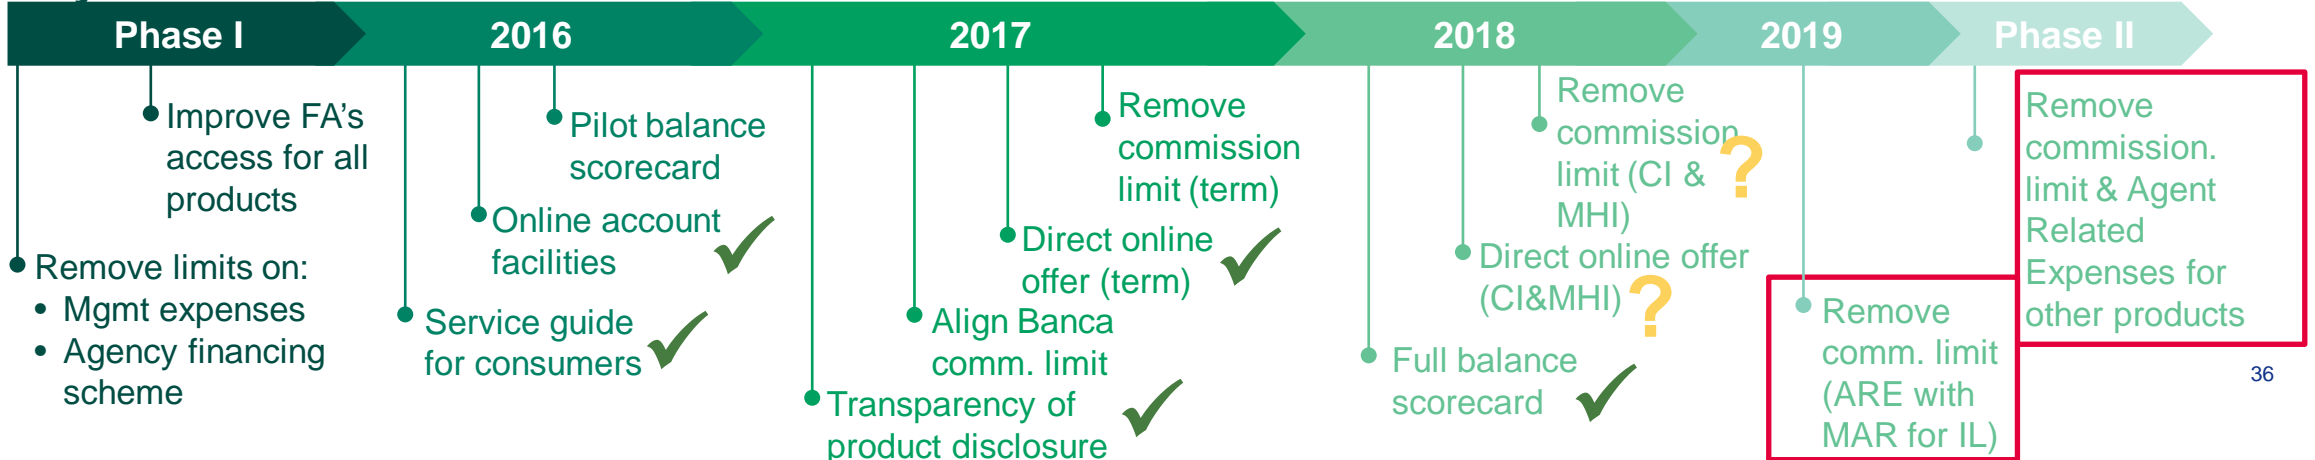 Phase I
2016
2017
2018
2019
Phase II
Improve FA's
access for all
products
Remove limits on:
• Mgmt expenses
• Agency financing
scheme
Pilot balance
scorecard
Online account
facilities
Service guide
for consumers
Remove
commission
limit (term)
Direct online
offer (term)
Align Banca
comm. limit
Transparency of
product disclosure
Remove
commission
limit (CI &
MHI)
?
Direct online offer
(CI&MHI)
?
Full balance
scorecard
Remove
comm. limit
(ARE with
MAR for IL)
Remove
commission.
limit & Agent
Related
Expenses for
other products
36